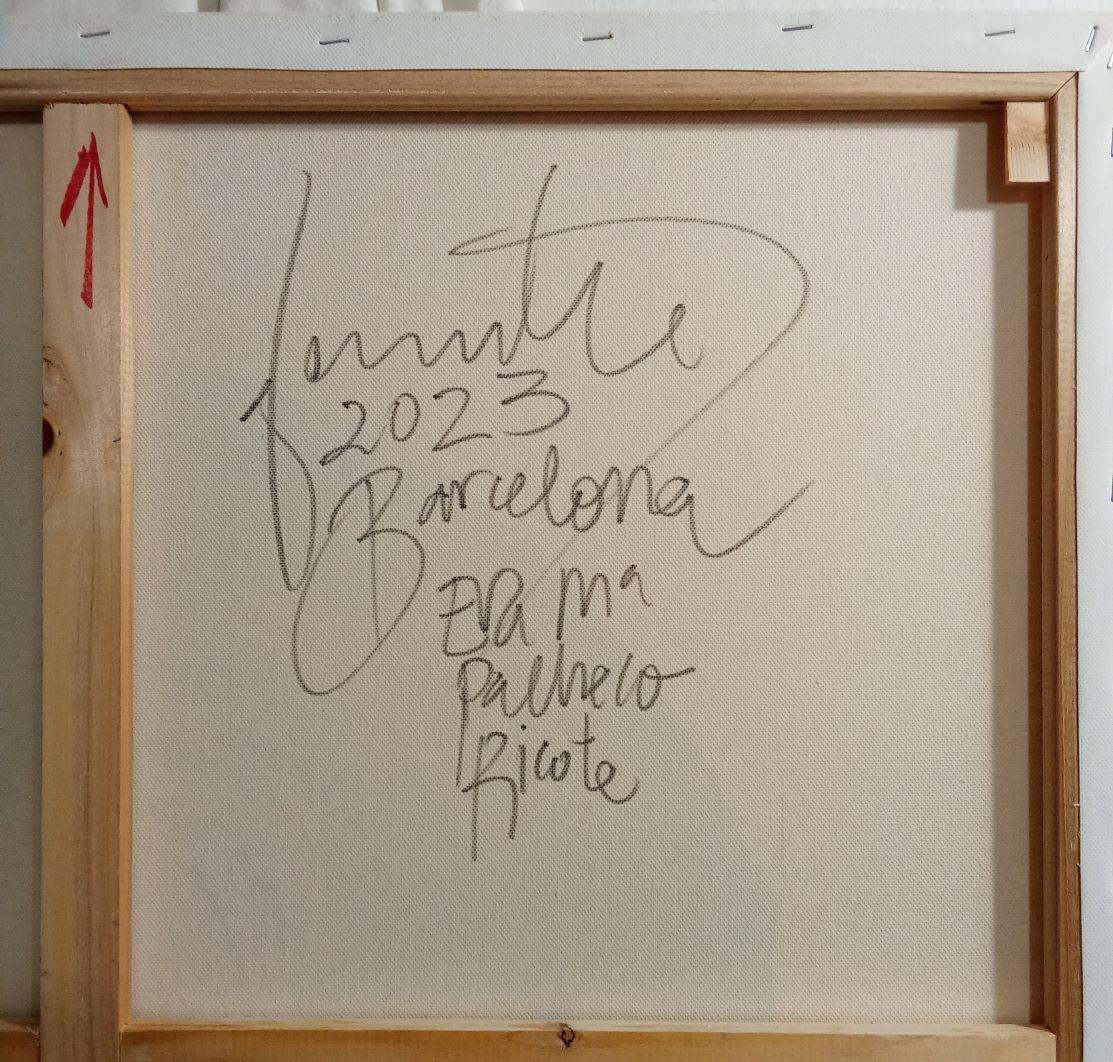 2023
Barcelona
Eva Mª
Pacheco
Ricote